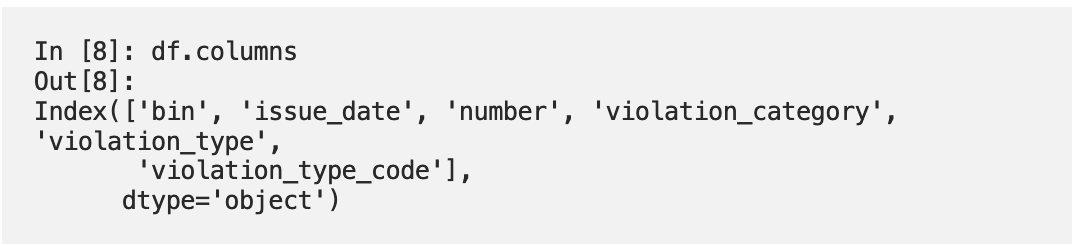 In [8]: df.columns
Out[8]:
Index(['bin', 'issue_date', 'number', 'violation_category',
'violation_type',
       'violation_type_code'],
      dtype='object')